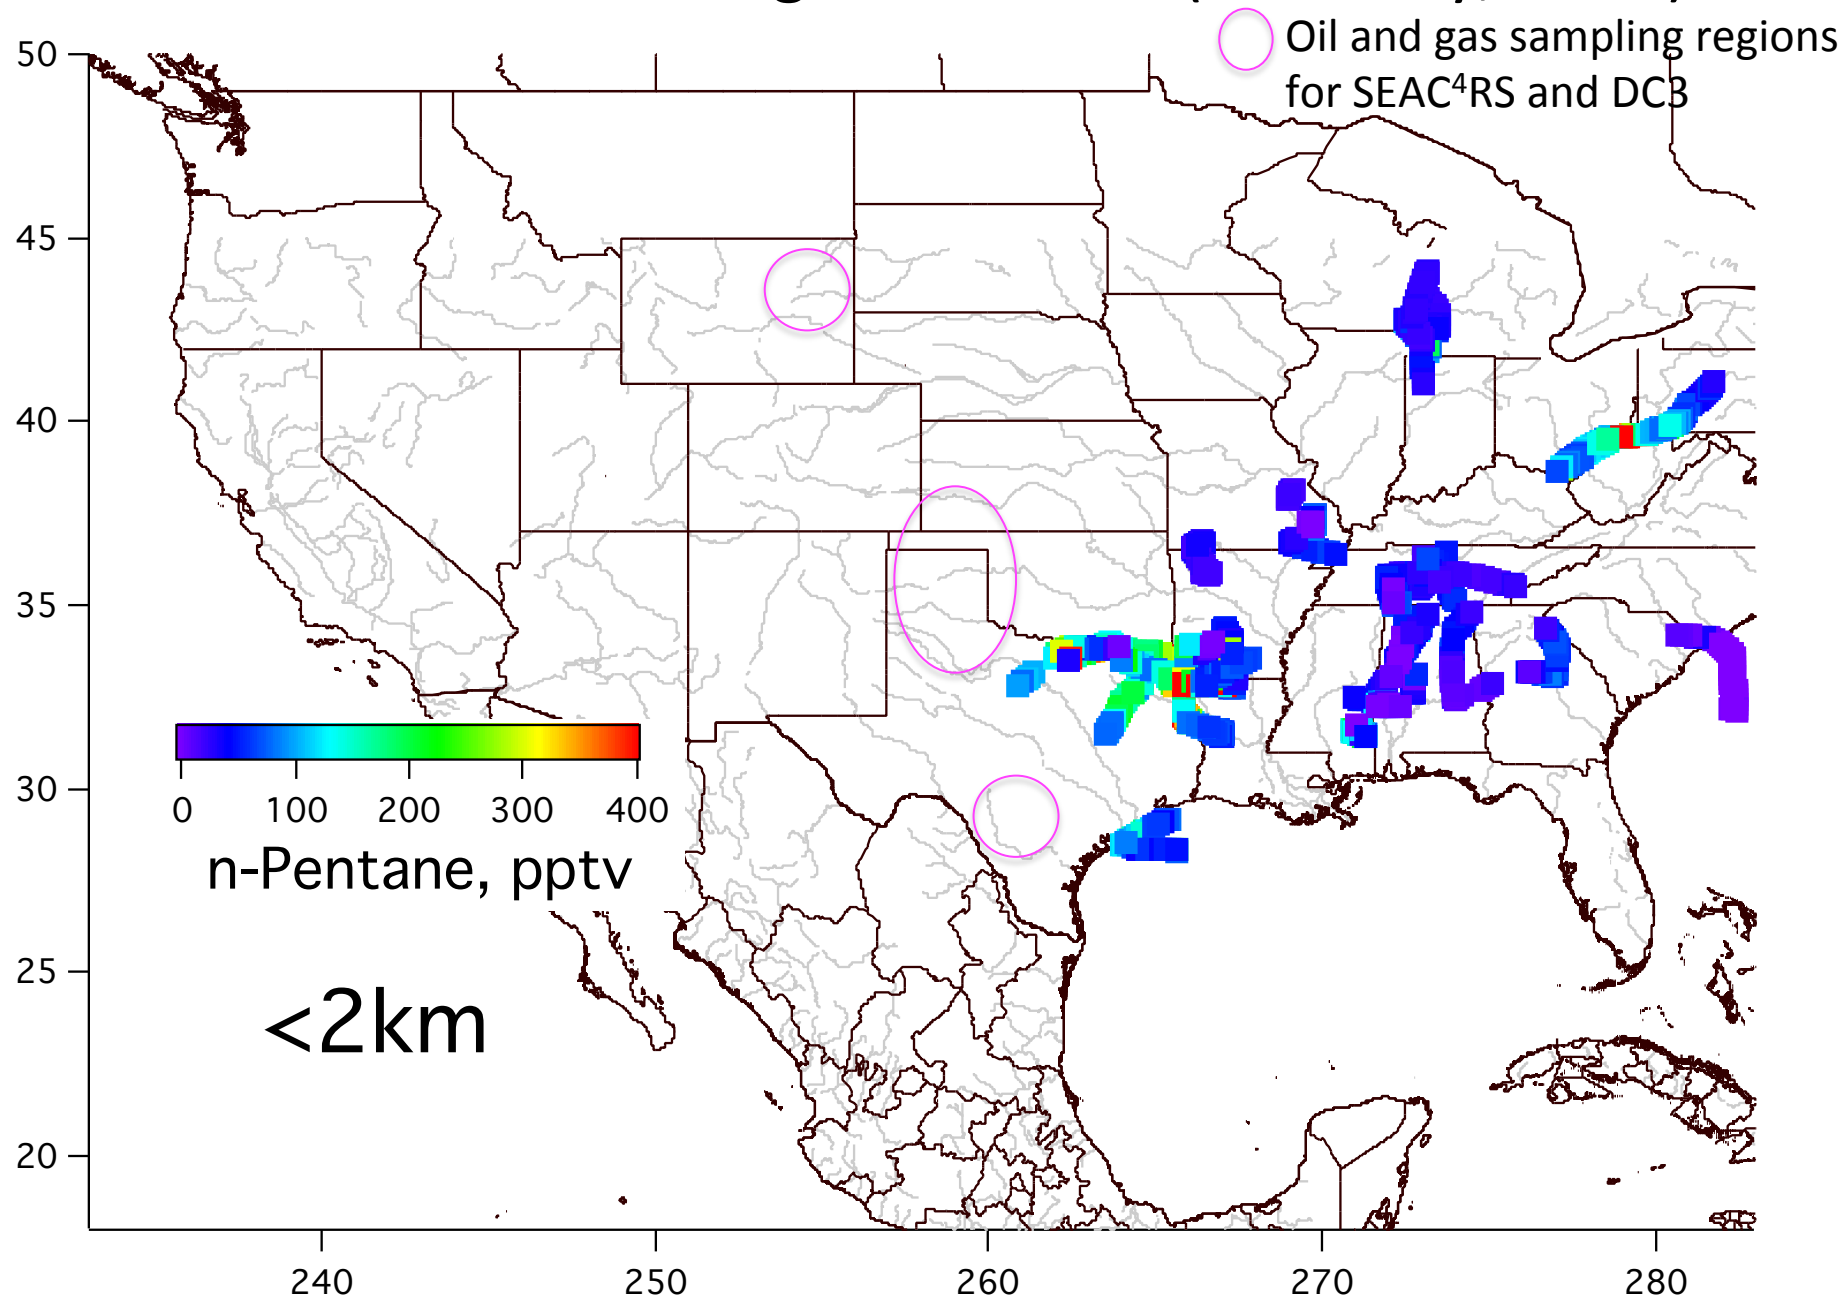 Oil and gas sampling regions
for SEAC⁴RS and DC3
50
45
40
35
30
25
20
0 100 200 300 400
n-Pentane, pptv
<2km
240 250 260 270 280